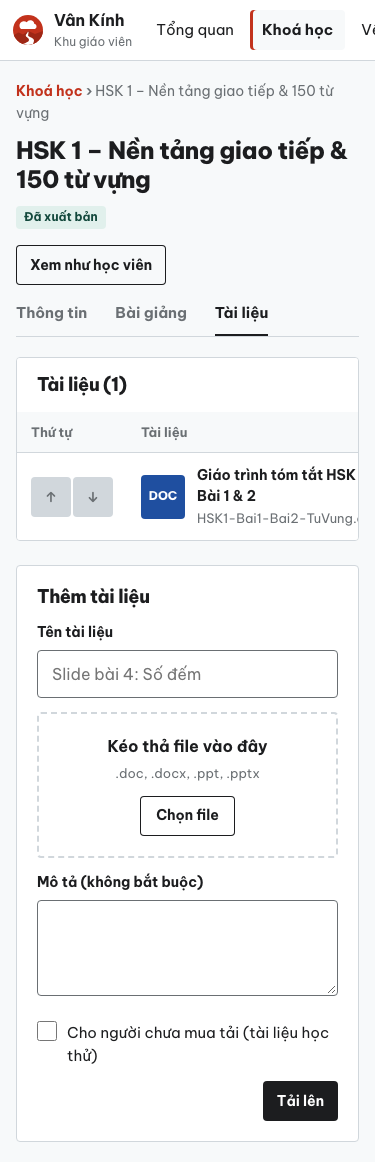 Vân Kính
Khu giáo viên
Tổng quan
Khoá học
Khoá học › HSK 1 – Nền tảng giao tiếp & 150 từ
vựng
HSK 1 – Nền tảng giao tiếp &
150 từ vựng
Đã xuất bản
Xem như học viên
Thông tin
Bài giảng
Tài liệu
Tài liệu (1)
Thứ tự
Tài liệu
↑
↓
DOC
Giáo trình tóm tắt HSK
Bài 1 & 2
HSK1-Bai1-Bai2-TuVung.
Thêm tài liệu
Tên tài liệu
Slide bài 4: Số đếm
Kéo thả file vào đây
.doc, .docx, .ppt, .pptx
Chọn file
Mô tả (không bắt buộc)
Cho người chưa mua tải (tài liệu học
thử)
Tải lên